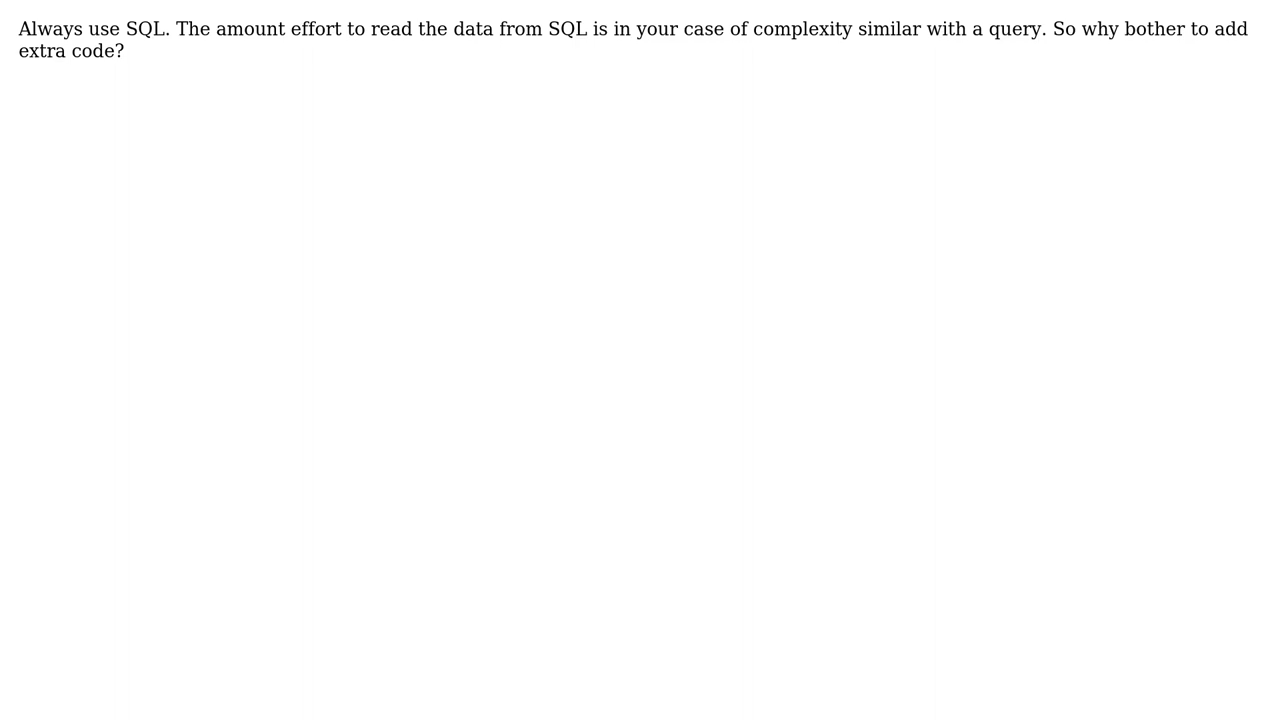 Always use SQL. The amount effort to read the data from SQL is in your case of complexity similar with a query. So why bother to add
extra code?